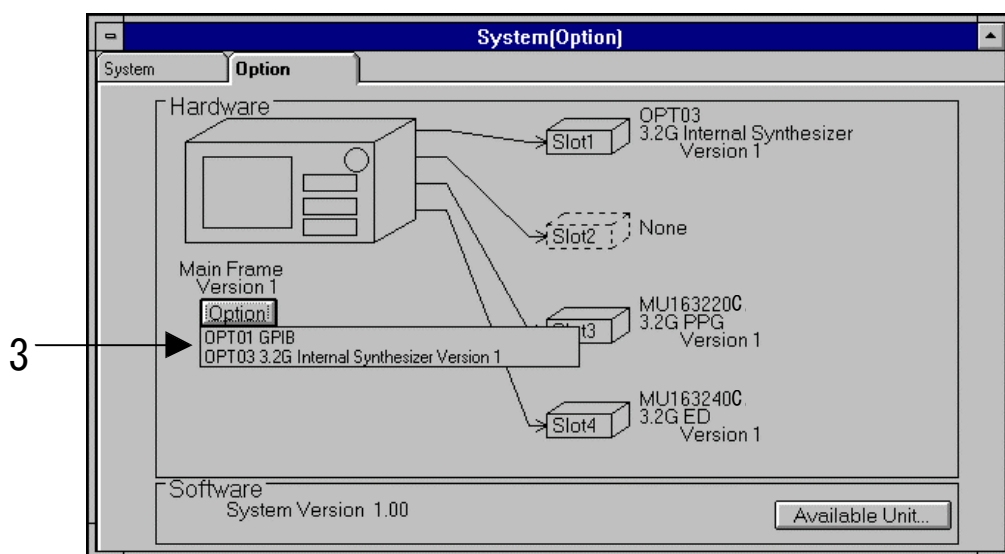 System(Option)
System
Option
Hardware
Slot1
OPT03
3.2G Internal Synthesizer
Version 1
Slot2
None
Main Frame
Version 1
Option
3
OPT01 GPIB
OPT03 3.2G Internal Synthesizer Version 1
t3
MU163220C.
3.2G PPG
Version 1
Slot4
MU163240C.
3.2G ED
Version 1
Software
System Version 1.00
Available Unit...